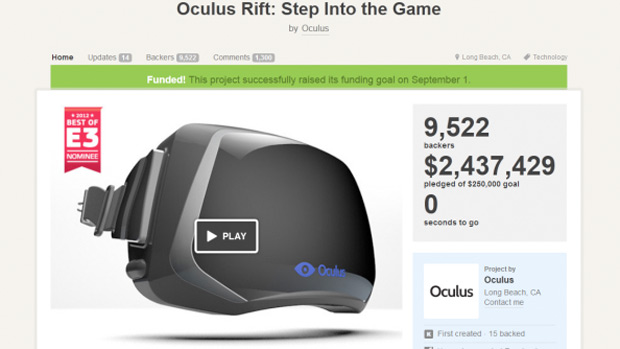 Oculus Rift: Step Into the Game
by Oculus
Home Updates 14 Backers 9,522 Comments 1,300 Long Beach, CA Technology
Funded! This project successfully raised its funding goal on September 1.
2012
BEST OF
E3
NOMINEE
PLAY
Oculus
9,522
backers
$2,437,429
pledged of $250,000 goal
0
seconds to go
Oculus
Project by
Oculus
Long Beach, CA
Contact me
First created · 15 backed